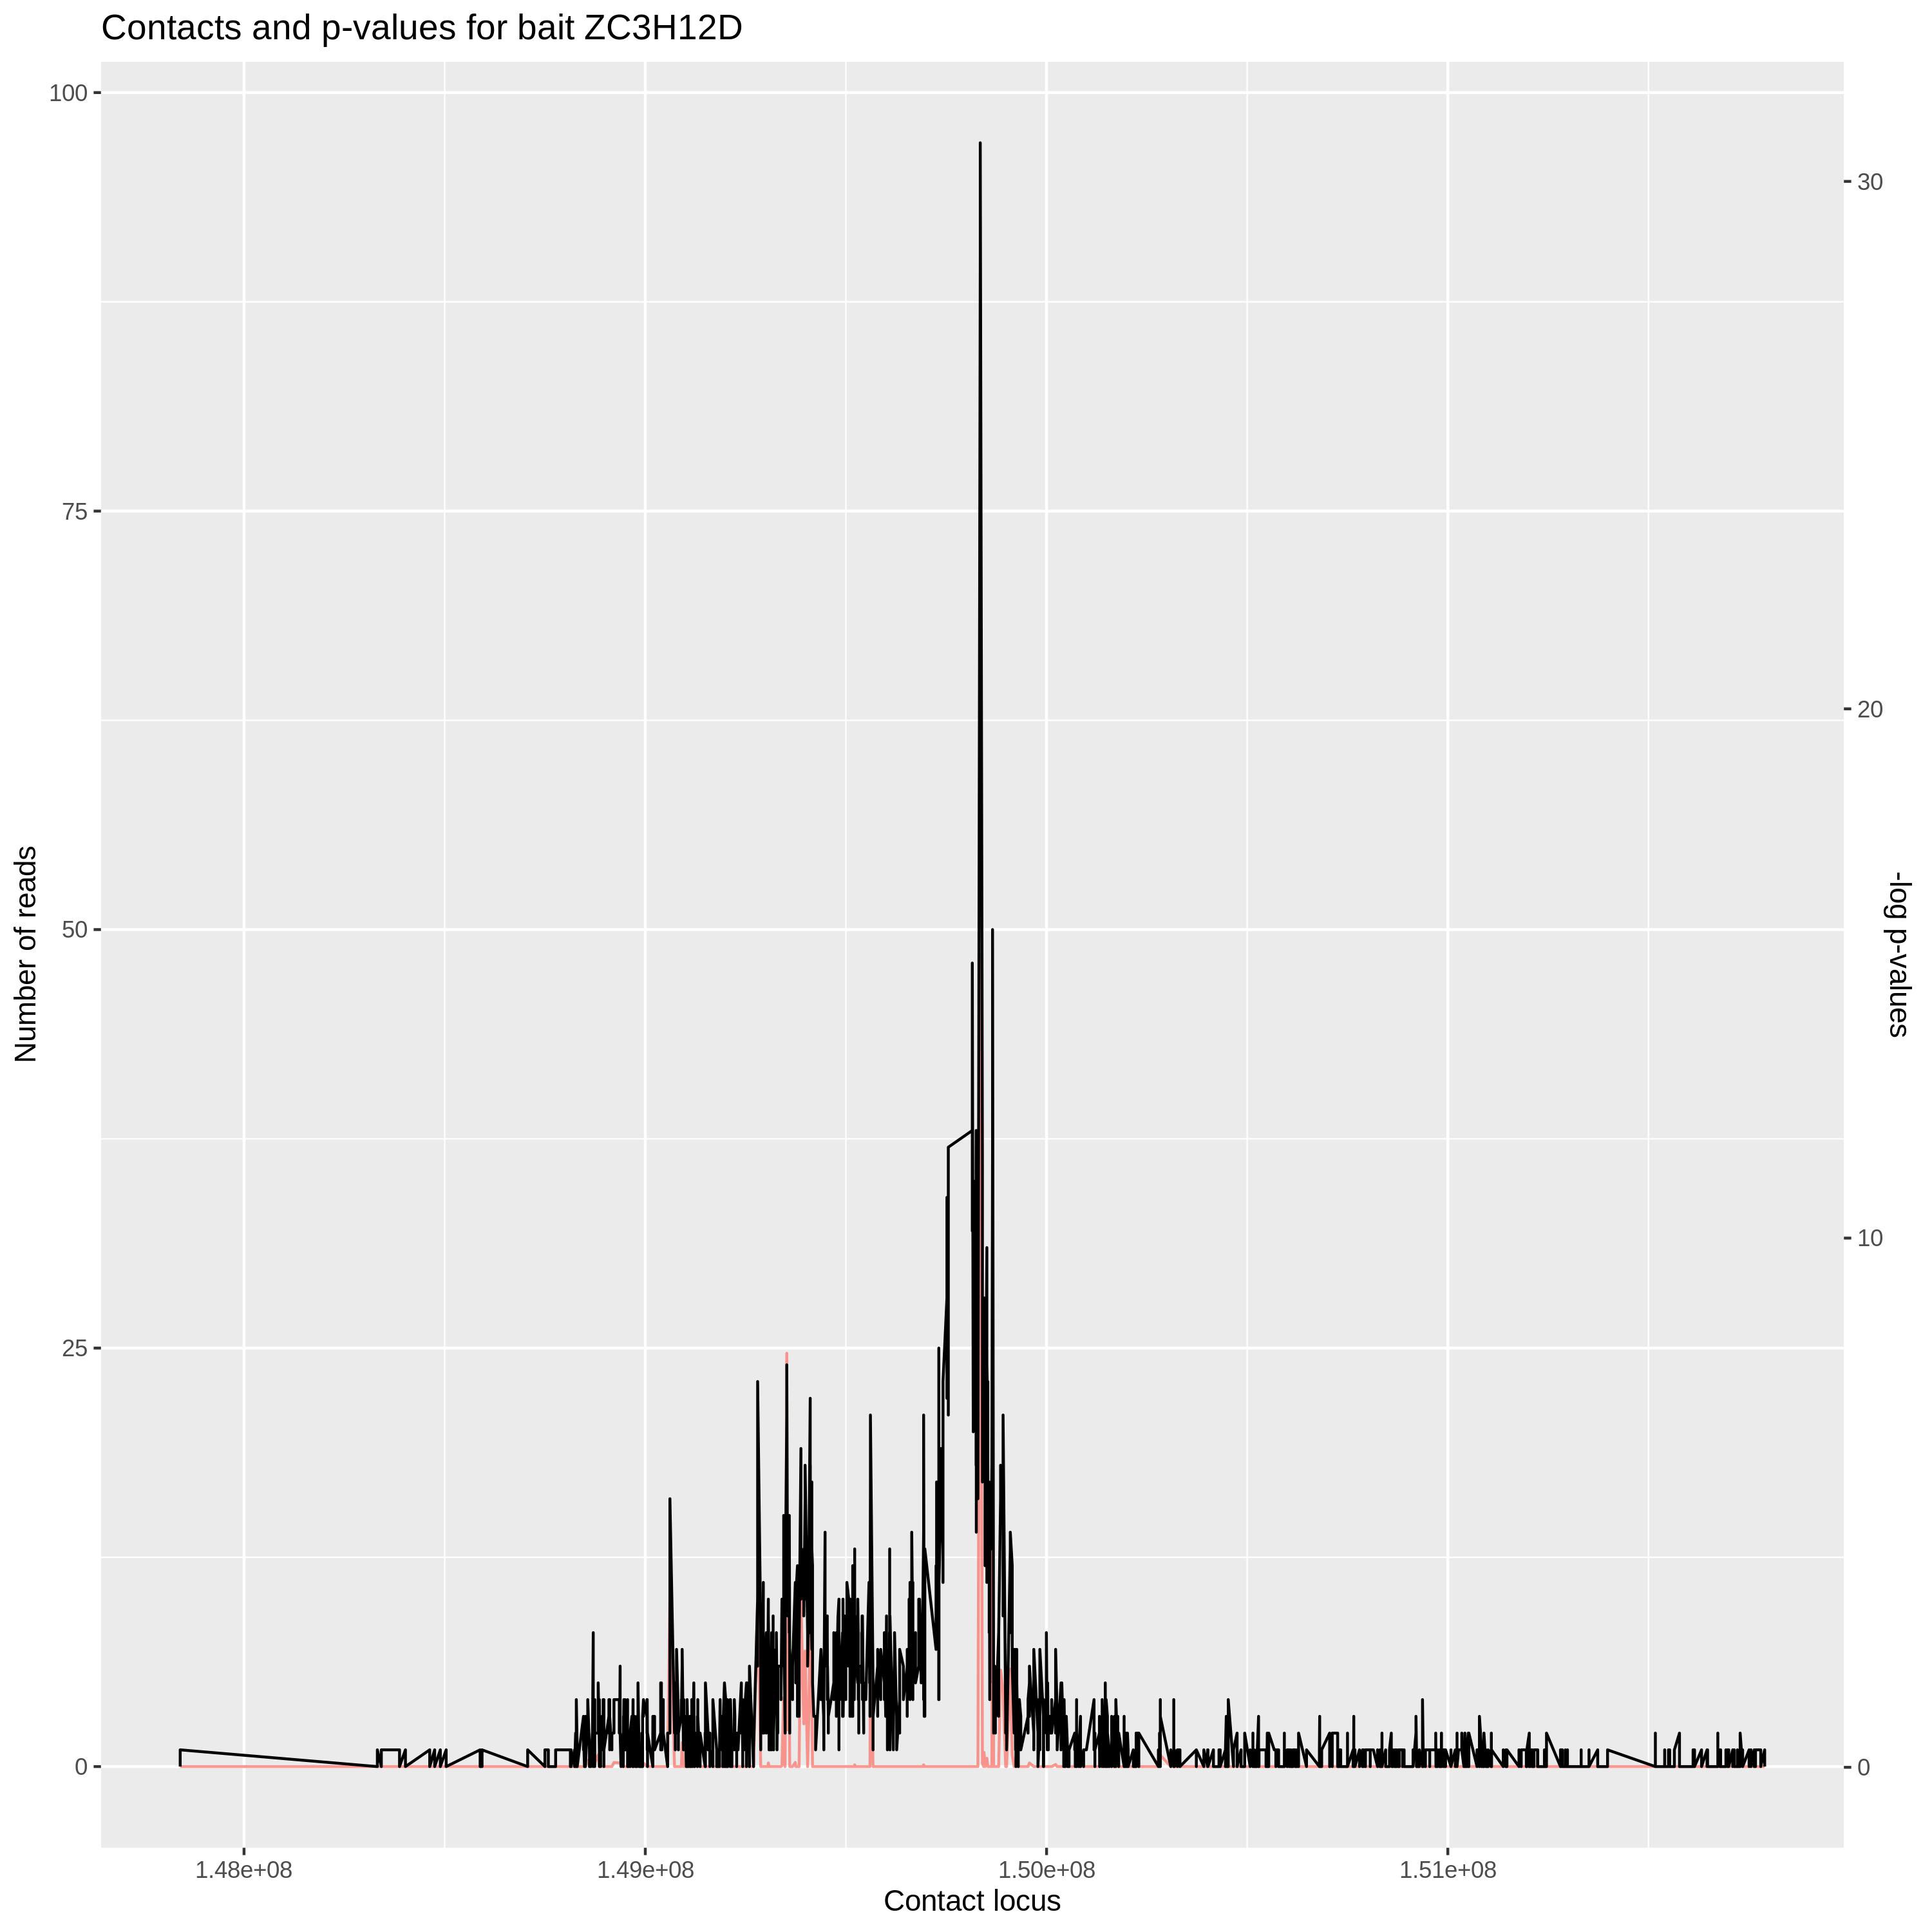 Contacts and p-values for bait ZC3H12D
100
75
50
25
0
30
20
10
0
Number of reads
-log p-values
1.48e+08
1.49e+08
1.50e+08
1.51e+08
Contact locus